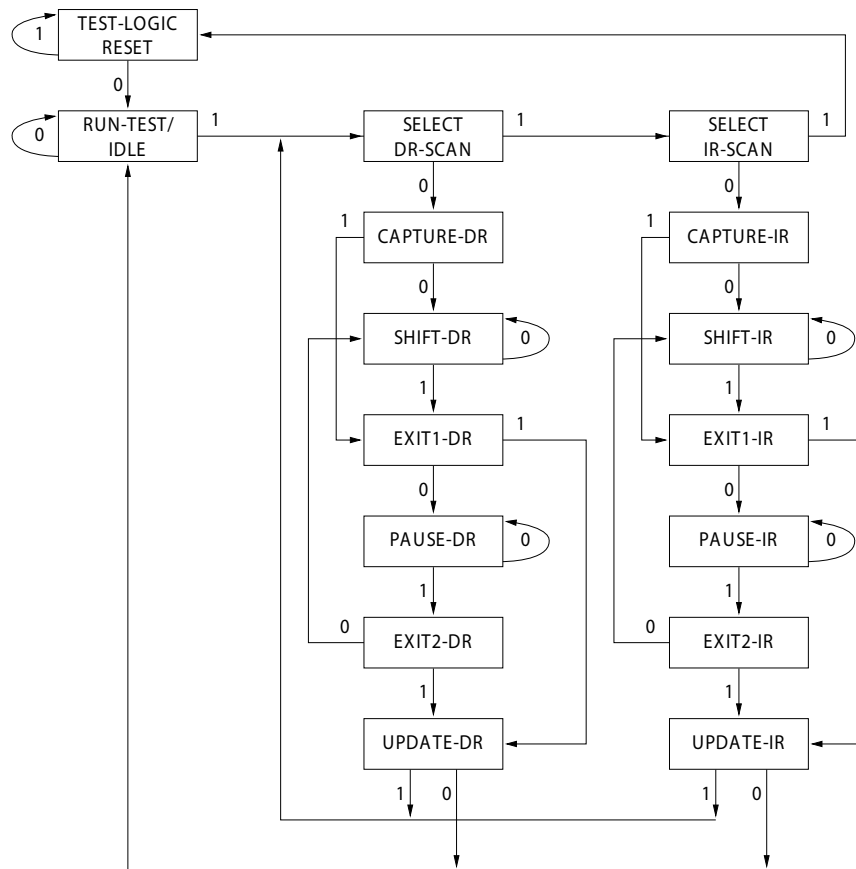 TEST-LOGIC
RESET
1
0
RUN-TEST/
IDLE
0
1
SELECT
DR-SCAN
1
SELECT
IR-SCAN
1
0
0
1
CAPTURE-DR
1
CAPTURE-IR
0
0
SHIFT-DR
0
SHIFT-IR
0
1
1
EXIT1-DR
1
EXIT1-IR
1
0
0
PAUSE-DR
0
PAUSE-IR
0
1
1
0
EXIT2-DR
0
EXIT2-IR
1
1
UPDATE-DR
UPDATE-IR
1
0
1
0